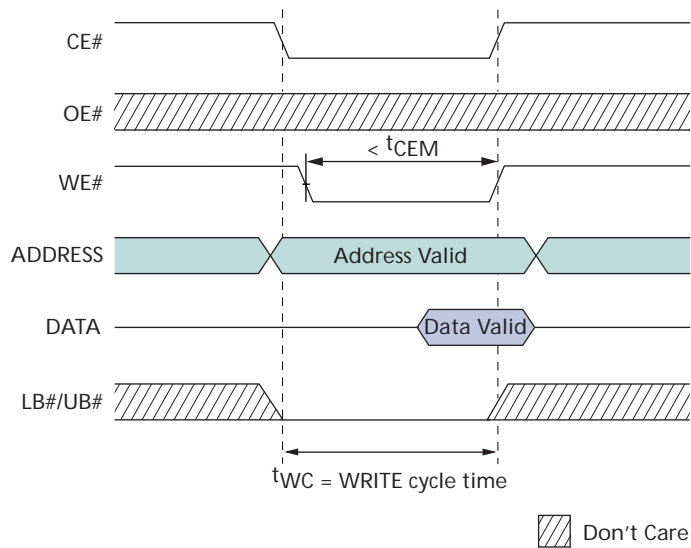 CE#
OE#
< tCEM
WE#
ADDRESS Address Valid
DATA Data Valid
LB#/UB#
tWC = WRITE cycle time
Don't Care